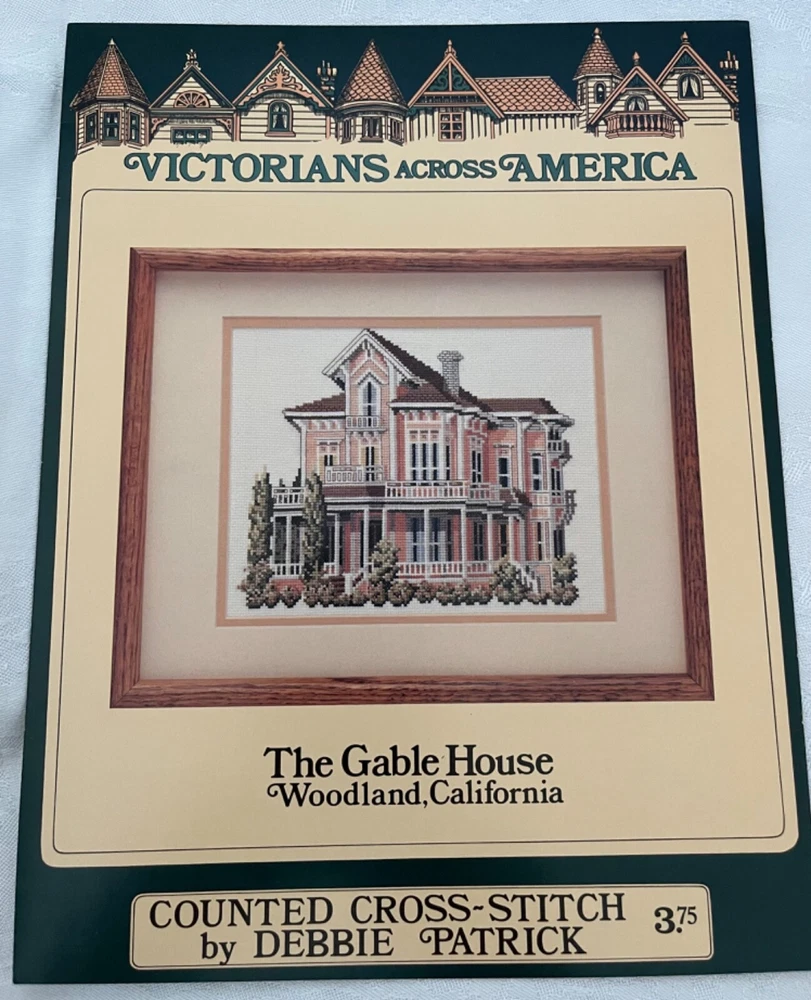 VICTORIANS ACROSS AMERICA
The Gable House
Woodland, California
COUNTED CROSS-STITCH 3.75
by DEBBIE PATRICK